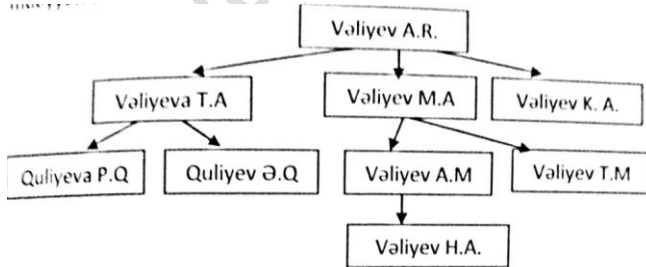 Vəliyev A.R.
Vəliyeva T.A
Vəliyev M.A
Vəliyev K. A.
Quliyeva P.Q
Quliyev Ə.Q
Vəliyev A.M
Vəliyev T.M
Vəliyev H.A.